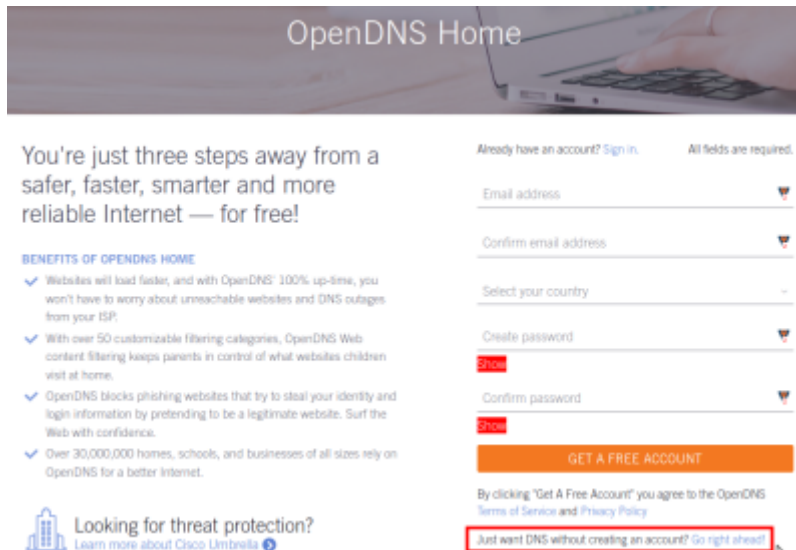 OpenDNS Home
You're just three steps away from a
safer, faster, smarter and more
reliable Internet — for free!
BENEFITS OF OPENDNS HOME
Websites will load faster, and with OpenDNS' 100% up-time, you
won't have to worry about unreachable websites and DNS outages
from your ISP.
With over 50 customizable filtering categories, OpenDNS Web
content filtering keeps parents in control of what websites children
visit at home.
OpenDNS blocks phishing websites that try to steal your identity and
login information by pretending to be a legitimate website. Surf the
Web with confidence.
Over 30,000,000 homes, schools, and businesses of all sizes rely on
OpenDNS for a better Internet.
Looking for threat protection?
Learn more about Cisco Umbrella
Already have an account? Sign in. All fields are required.
Email address
Confirm email address
Select your country
Create password
Show
Confirm password
Show
GET A FREE ACCOUNT
By clicking "Get A Free Account" you agree to the OpenDNS
Terms of Service and Privacy Policy
Just want DNS without creating an account? Go right ahead!